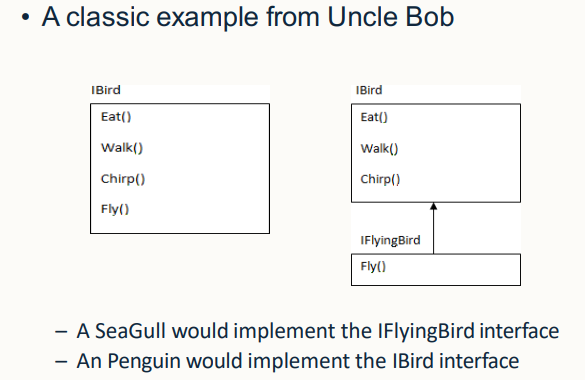 • A classic example from Uncle Bob
IBird
Eat()
Walk()
Chirp()
Fly()
IBird
Eat()
Walk()
Chirp()
IFlyingBird
Fly()
– A SeaGull would implement the IFlyingBird interface
– An Penguin would implement the IBird interface